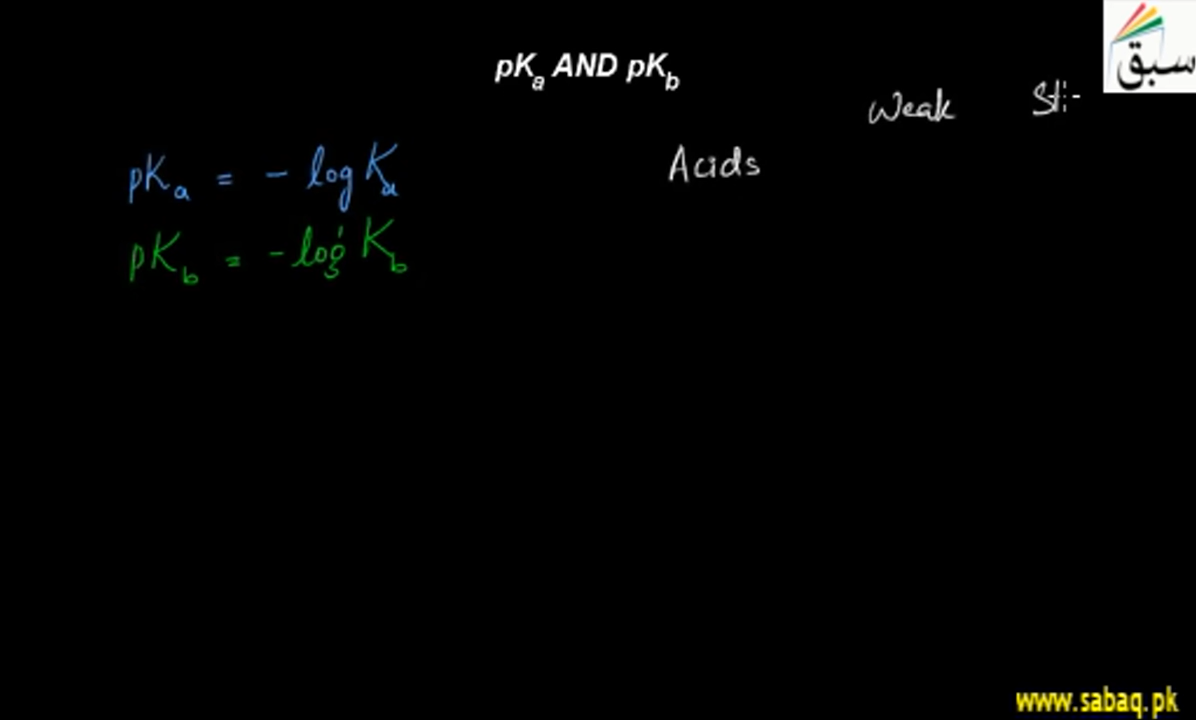 سبق
pKa AND pKb
Weak
Acids
pKa = - log Ka
pKb = - log Kb
www.sabaq.pk